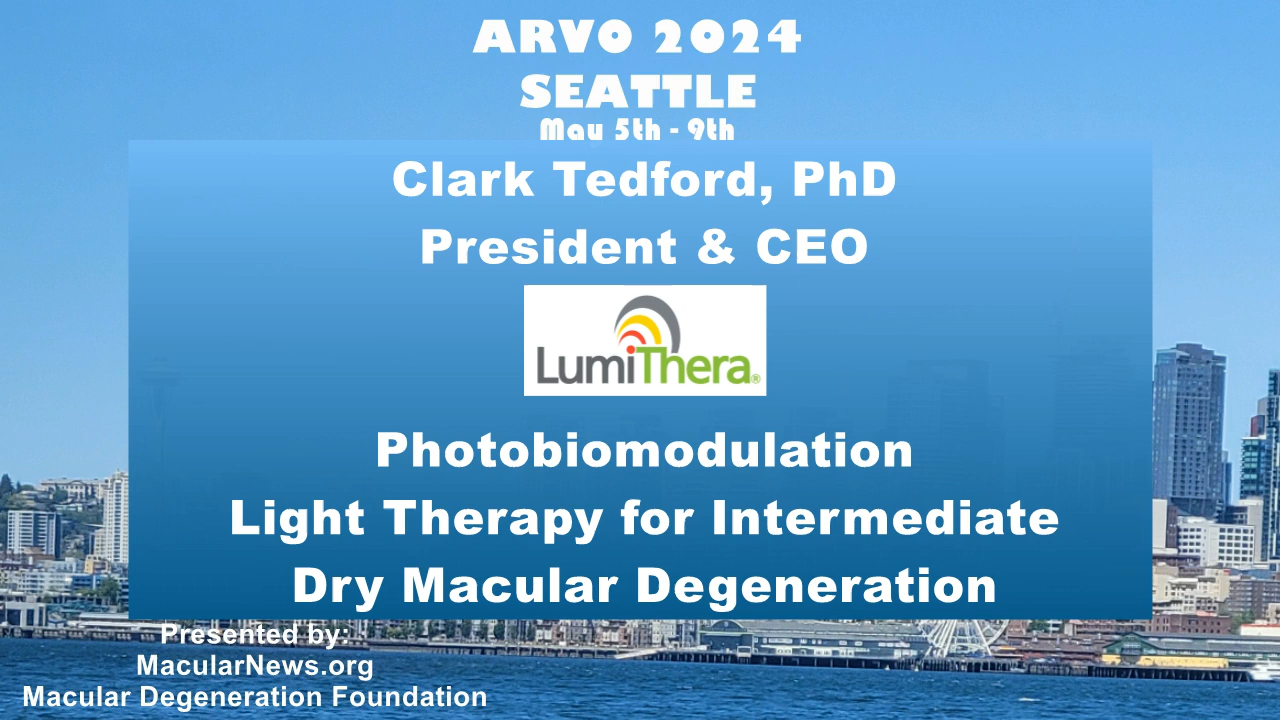 ARVO 2024
SEATTLE
May 5th - 9th
Clark Tedford, PhD
President & CEO
LumiThera®
Photobiomodulation
Light Therapy for Intermediate
Dry Macular Degeneration
Presented by:
MacularNews.org
Macular Degeneration Foundation